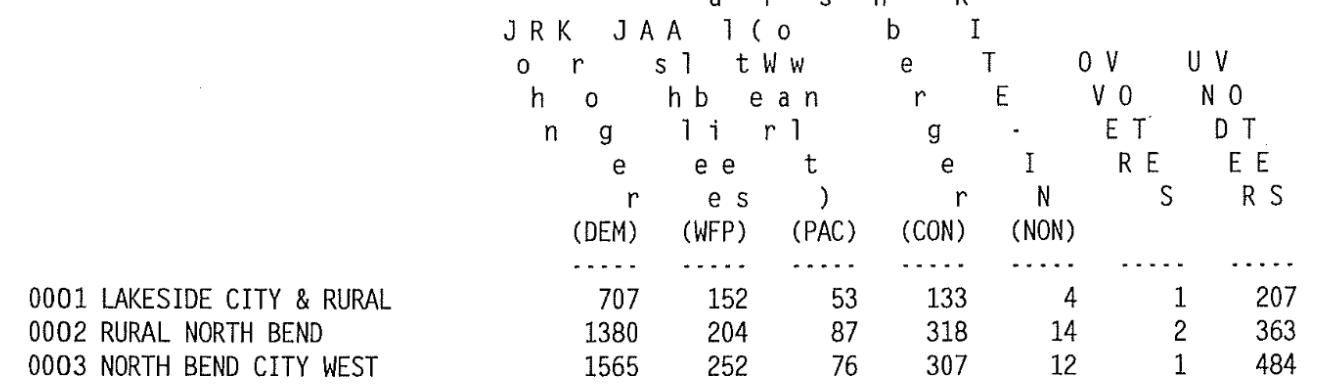 a i s h R
J R K J A A l ( o b I
o r s l t W w e T O V U V
h o h b e a n r E V O N O
n g l i r l g - E T D T
e e e t e I R E E E
r e s ) r N S R S
(DEM) (WFP) (PAC) (CON) (NON)
----- ----- ----- ----- ----- ----- -----
0001 LAKESIDE CITY & RURAL 707 152 53 133 4 1 207
0002 RURAL NORTH BEND 1380 204 87 318 14 2 363
0003 NORTH BEND CITY WEST 1565 252 76 307 12 1 484